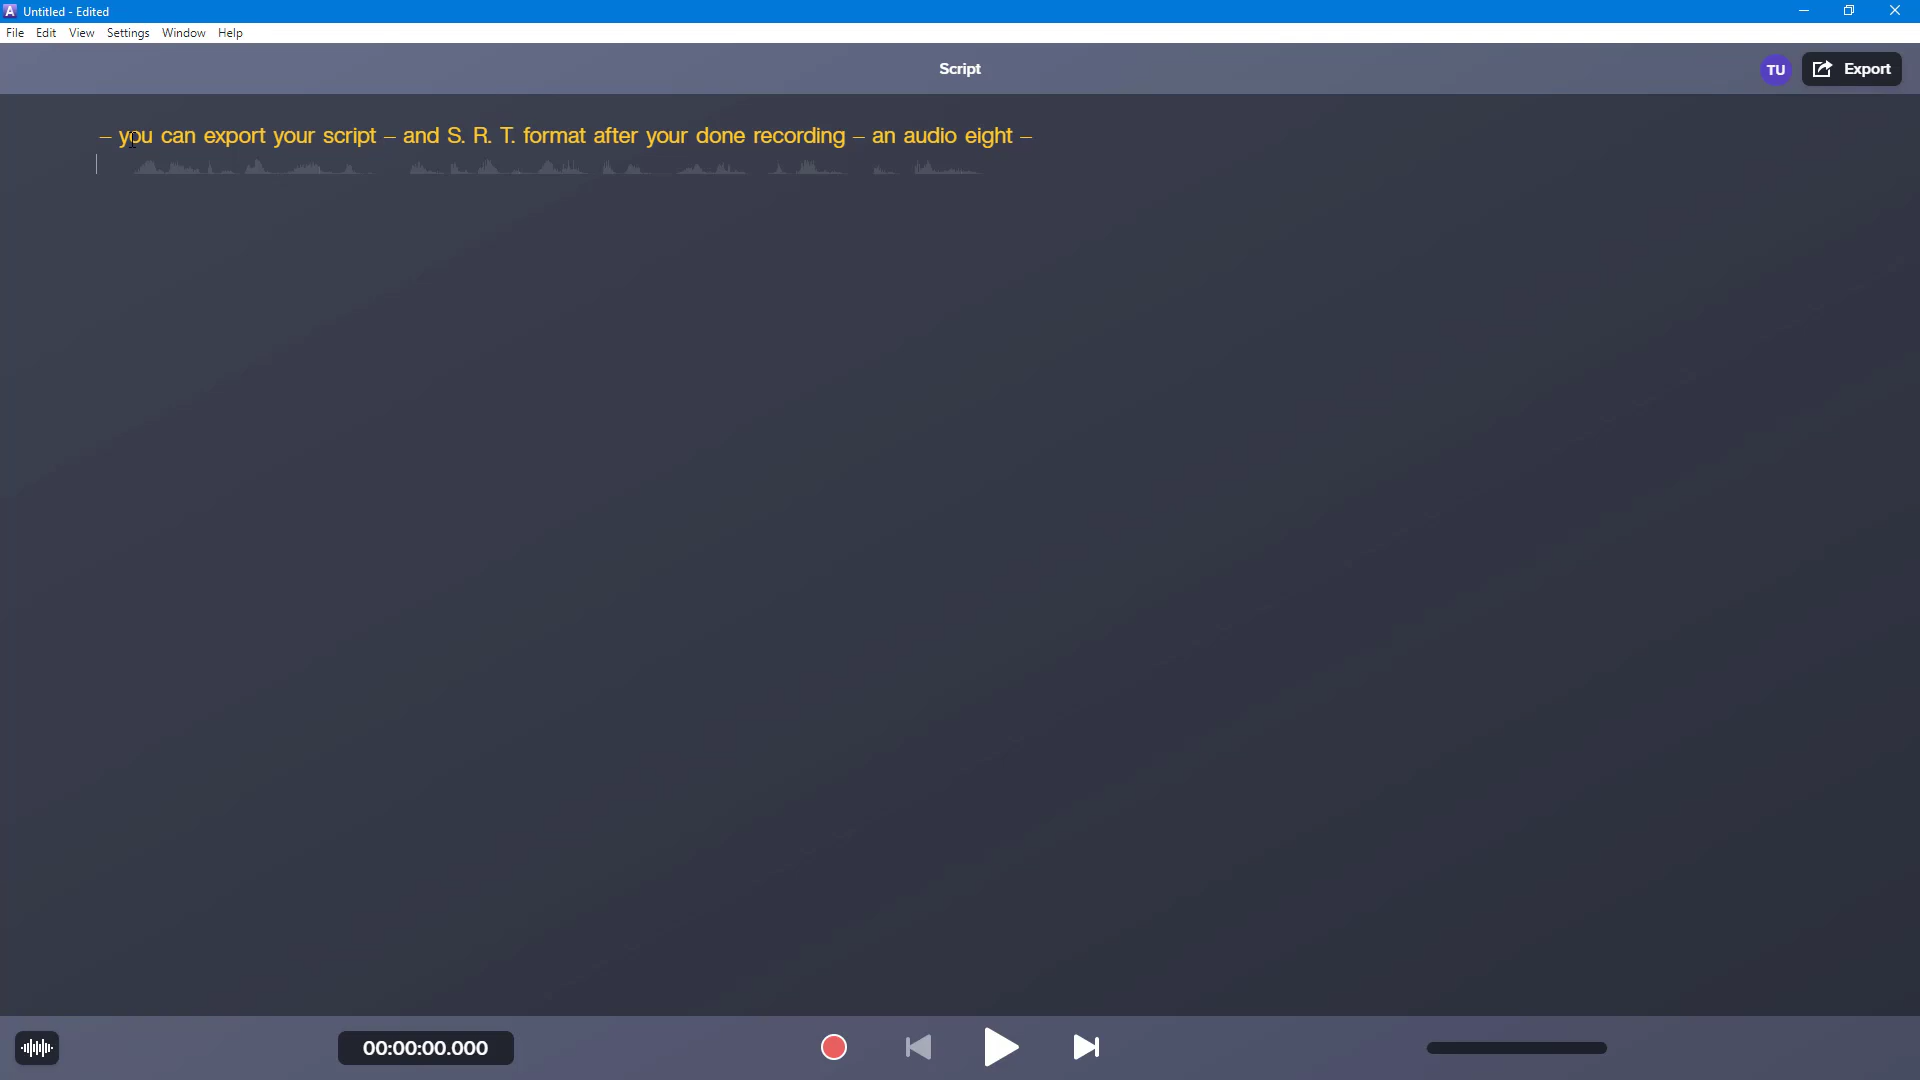 A Untitled - Edited
File Edit View Settings Window Help
Script
TU Export
– you can export your script – and S. R. T. format after your done recording – an audio eight –
00:00:00.000